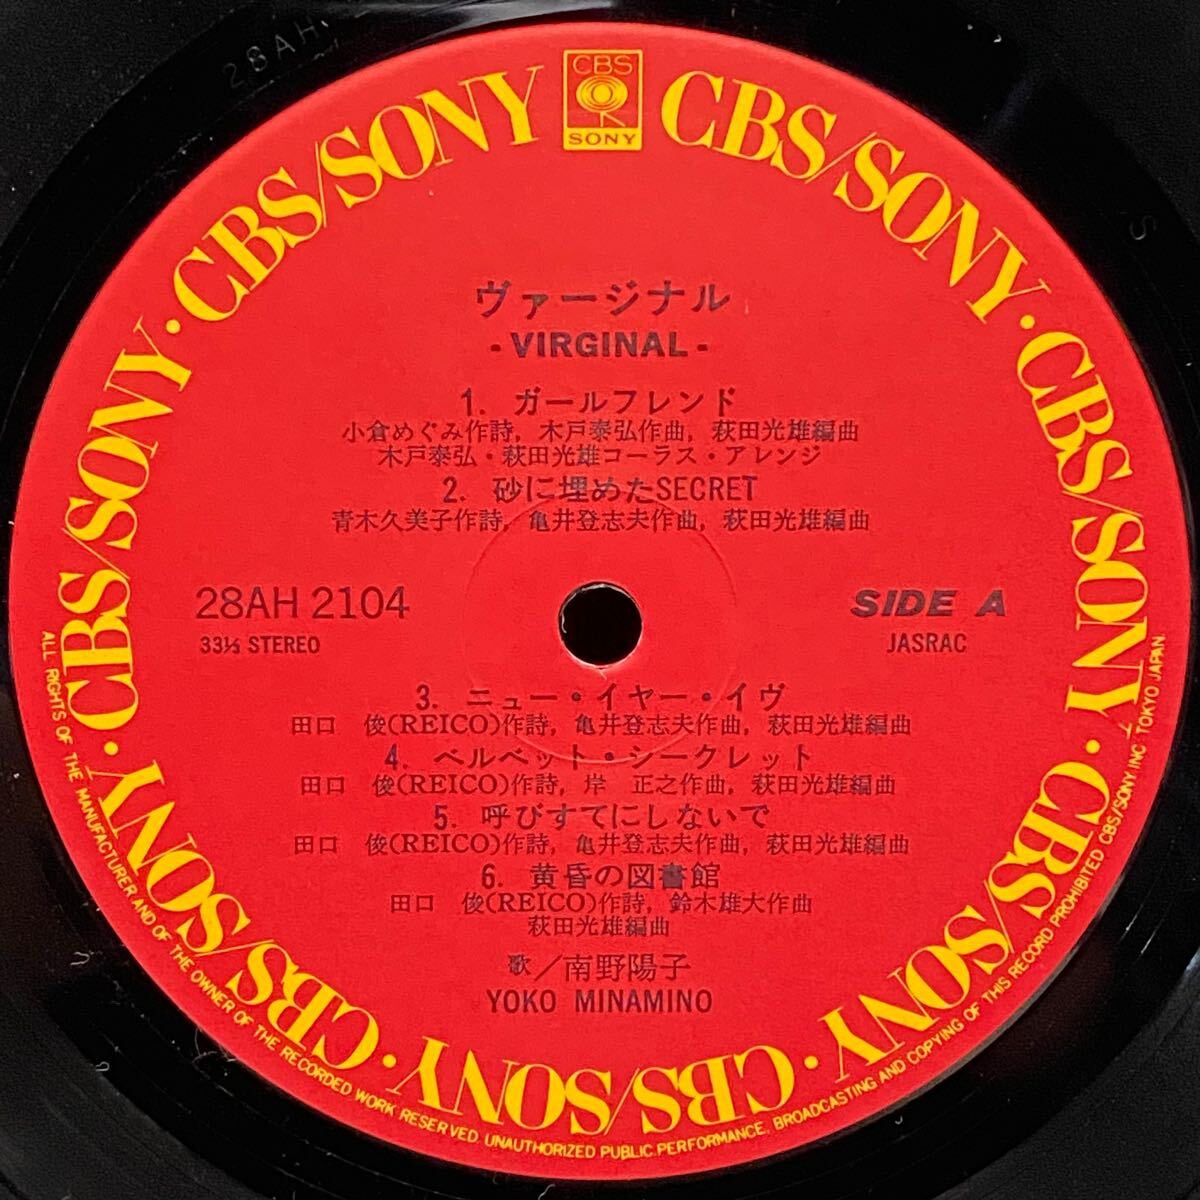 CBS
SONY
CBS/SONY · CBS/SONY · CBS/SONY · CBS/SONY · CBS/SONY · CBS/SONY · CBS/SONY · CBS/SONY
28AH
S
ヴァージナル
- VIRGINAL -
1. ガールフレンド
小倉めぐみ作詩, 木戸泰弘作曲, 萩田光雄編曲
木戸泰弘・萩田光雄コーラス・アレンジ
2. 砂に埋めたSECRET
青木久美子作詩, 亀井登志夫作曲, 萩田光雄編曲
28AH 2104
33⅓ STEREO
SIDE A
JASRAC
3. ニュー・イヤー・イヴ
田口 俊(REICO)作詩, 亀井登志夫作曲, 萩田光雄編曲
4. ベルベット・シークレット
田口 俊(REICO)作詩, 岸 正之作曲, 萩田光雄編曲
5. 呼びすてにしないで
田口 俊(REICO)作詩, 亀井登志夫作曲, 萩田光雄編曲
6. 黄昏の図書館
田口 俊(REICO)作詩, 鈴木雄大作曲
萩田光雄編曲
歌/南野陽子
YOKO MINAMINO
ALL RIGHTS OF THE MANUFACTURER AND OF THE OWNER OF THE RECORDED WORK RESERVED. UNAUTHORIZED PUBLIC PERFORMANCE, BROADCASTING AND COPYING OF THIS RECORD PROHIBITED CBS/SONY INC TOKYO JAPAN.